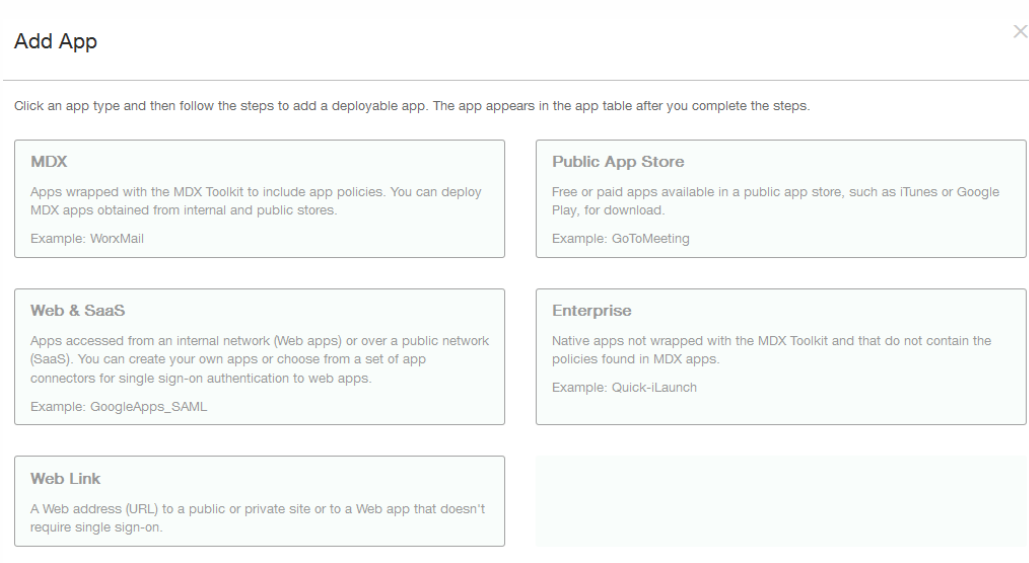 Add App
Click an app type and then follow the steps to add a deployable app. The app appears in the app table after you complete the steps.
MDX
Apps wrapped with the MDX Toolkit to include app policies. You can deploy
MDX apps obtained from internal and public stores.
Example: WorxMail
Public App Store
Free or paid apps available in a public app store, such as iTunes or Google
Play, for download.
Example: GoToMeeting
Web & SaaS
Apps accessed from an internal network (Web apps) or over a public network
(SaaS). You can create your own apps or choose from a set of app
connectors for single sign-on authentication to web apps.
Example: GoogleApps_SAML
Enterprise
Native apps not wrapped with the MDX Toolkit and that do not contain the
policies found in MDX apps.
Example: Quick-iLaunch
Web Link
A Web address (URL) to a public or private site or to a Web app that doesn't
require single sign-on.